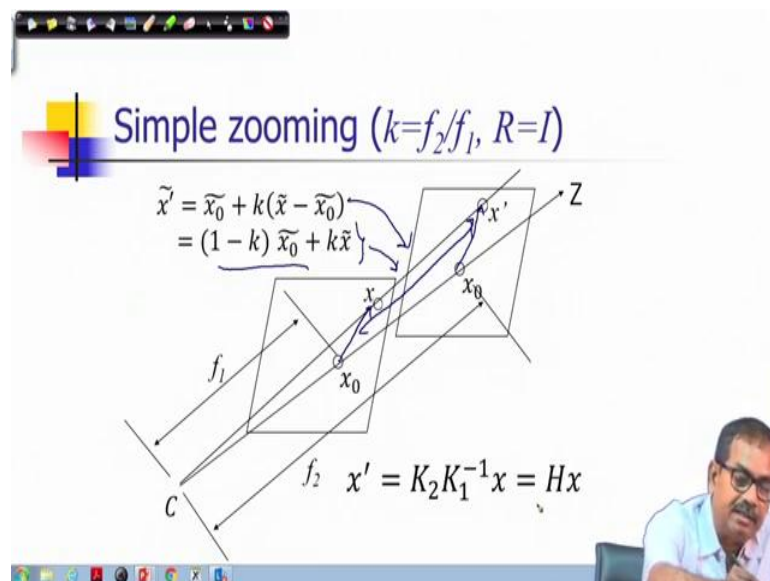 Simple zooming (k=f₂/f₁, R=I)
x̃′ = x̃₀ + k(x̃ − x̃₀)
= (1 − k) x̃₀ + kx̃
Z
x′
x
x₀
x₀
f₁
f₂
x′ = K₂K₁⁻¹x = Hx
C